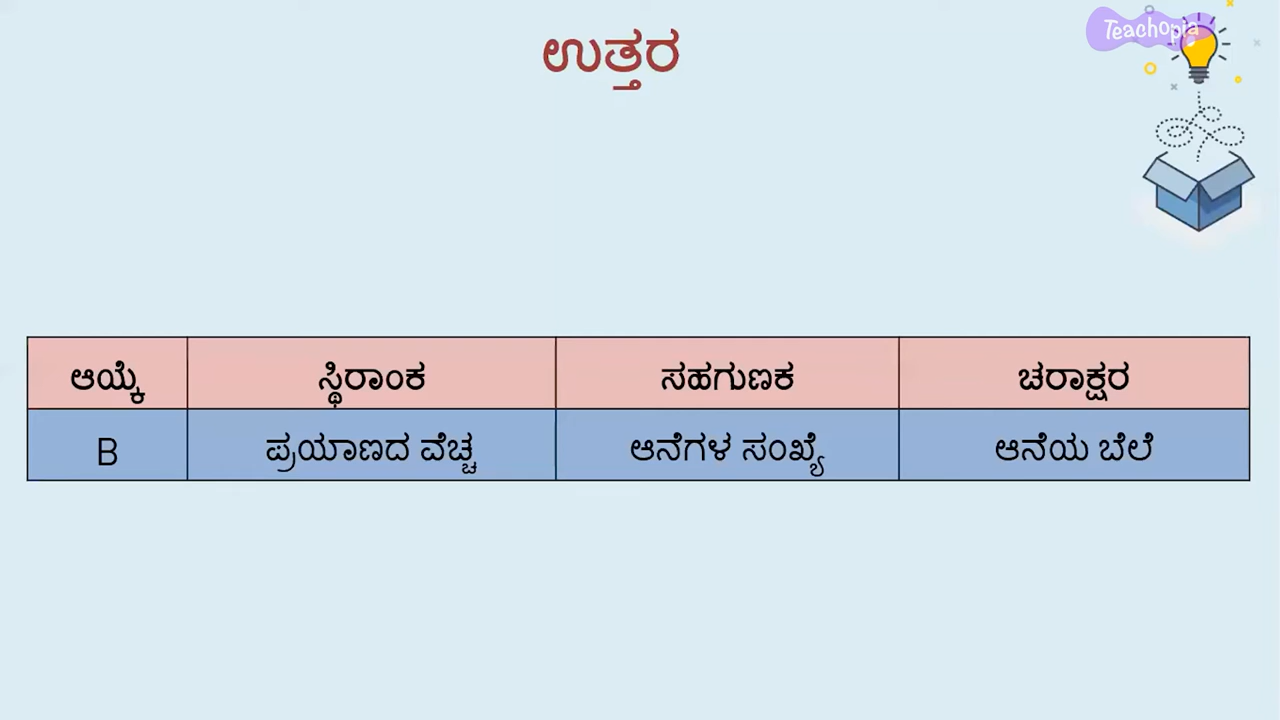 ಉತ್ತರ
Teachopia
ಆಯ್ಕೆ ಸ್ಥಿರಾಂಕ ಸಹಗುಣಕ ಚರಾಕ್ಷರ
B ಪ್ರಯಾಣದ ವೆಚ್ಚ ಆನೆಗಳ ಸಂಖ್ಯೆ ಆನೆಯ ಬೆಲೆ